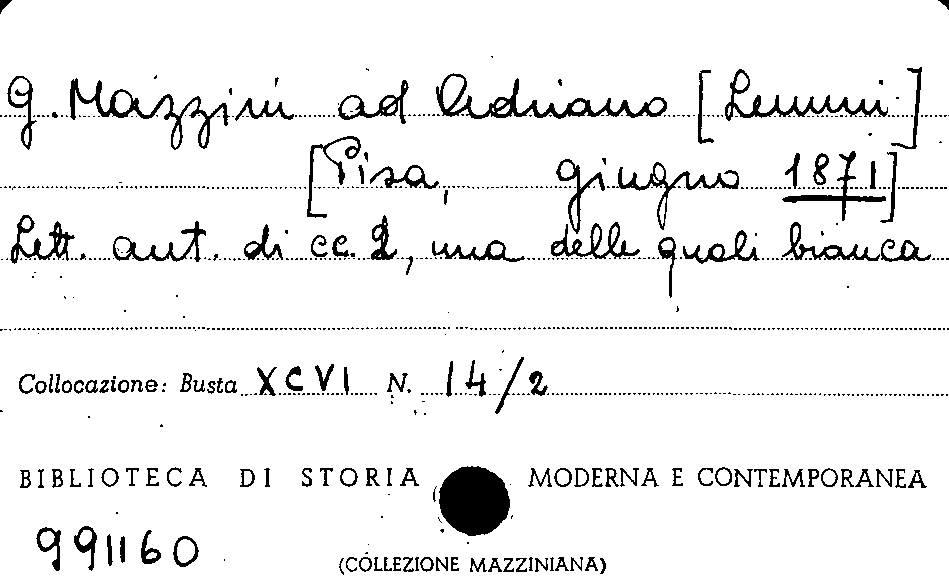 G. Mazzini ad Adriano [Lemmi]
[Pisa, giugno 1871]
Lett. aut. di cc. 2, una delle quali bianca
Collocazione: Busta XCVI N. 14/2
BIBLIOTECA DI STORIA MODERNA E CONTEMPORANEA
991160
(COLLEZIONE MAZZINIANA)